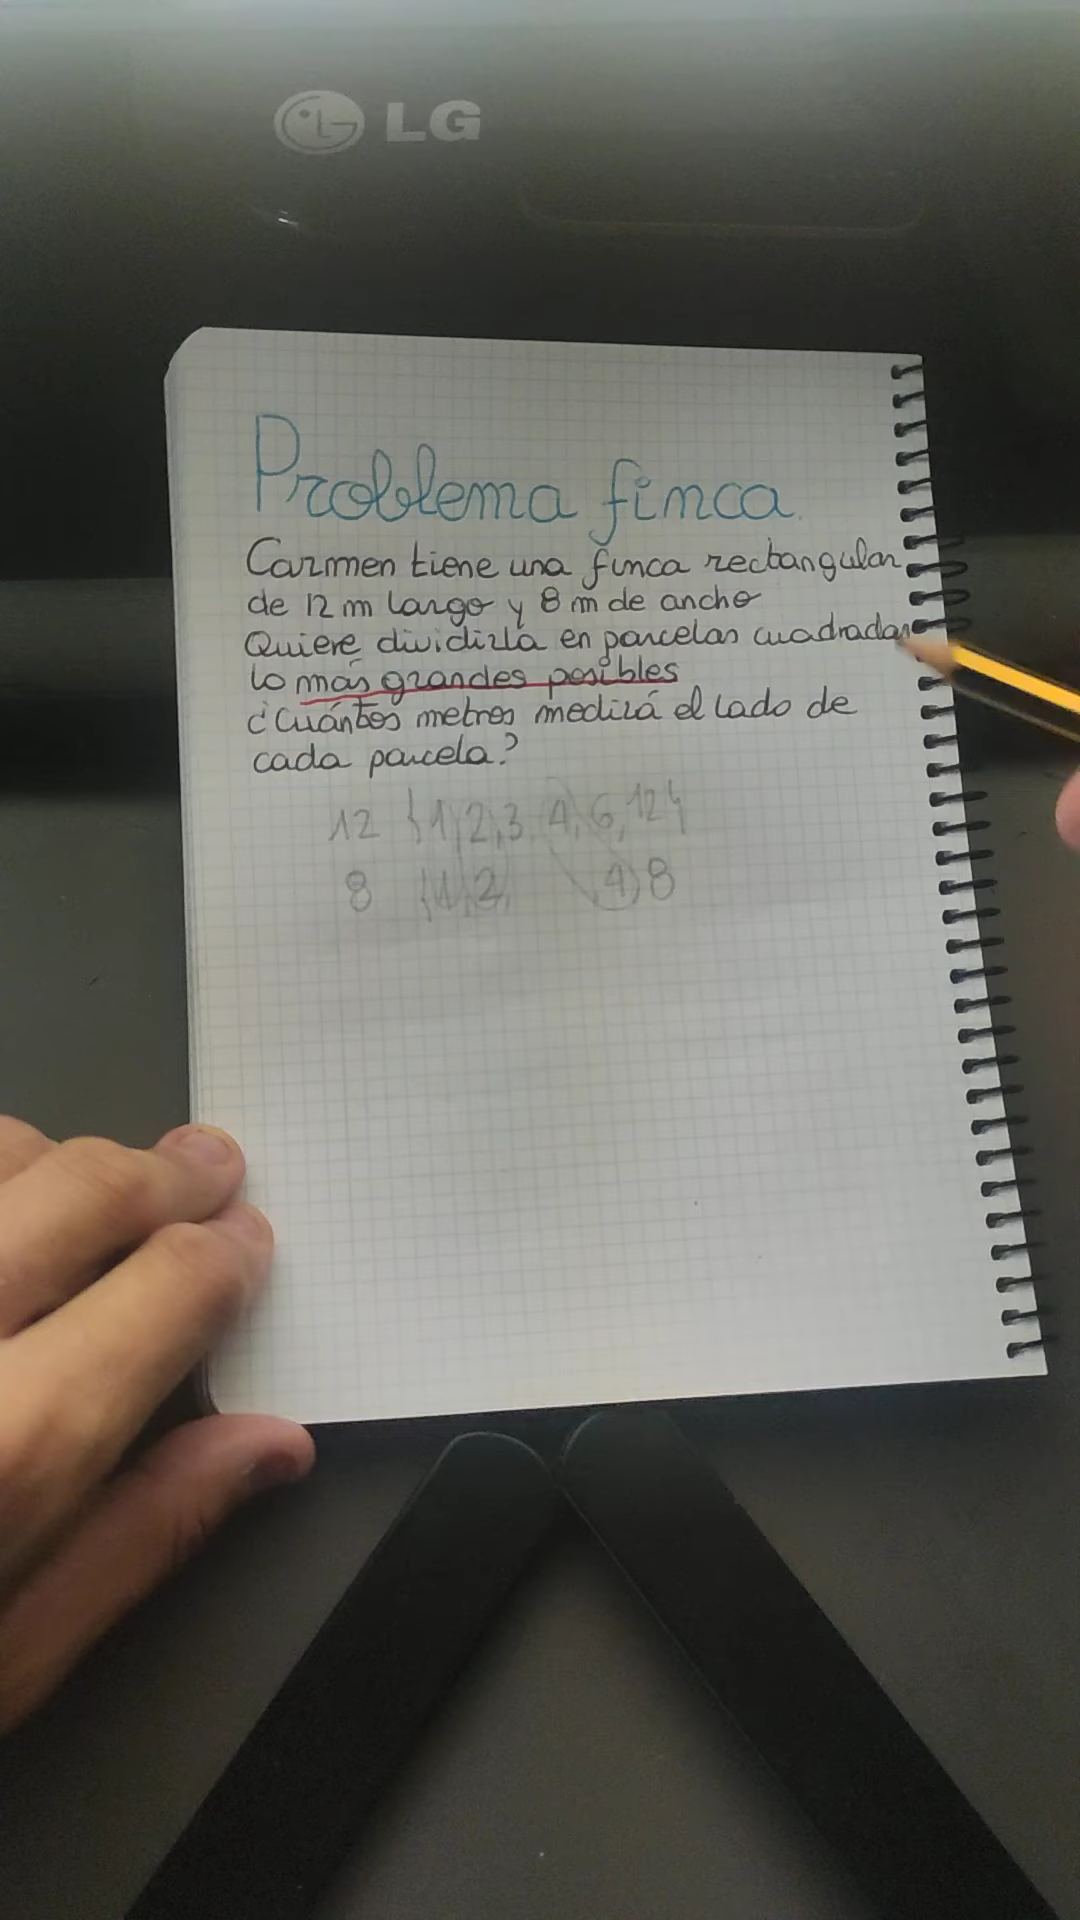 LG
Problema finca
Carmen tiene una finca rectangular
de 12 m largo y 8 m de ancho
Quiere dividirla en parcelas cuadradas
lo más grandes posibles
¿Cuántos metros medirá el lado de
cada parcela?
12 {1, 2, 3, 4, 6, 12}
8 {1, 2, 4, 8